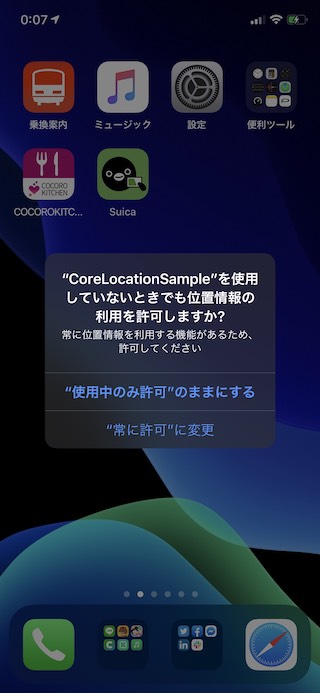 0:07
乗換案内
ミュージック
設定
便利ツール
COCORO
KITCHEN
COCOROKITC...
Suica
“CoreLocationSample”を使用
していないときでも位置情報の
利用を許可しますか?
常に位置情報を利用する機能があるため、
許可してください
“使用中のみ許可”のままにする
“常に許可”に変更